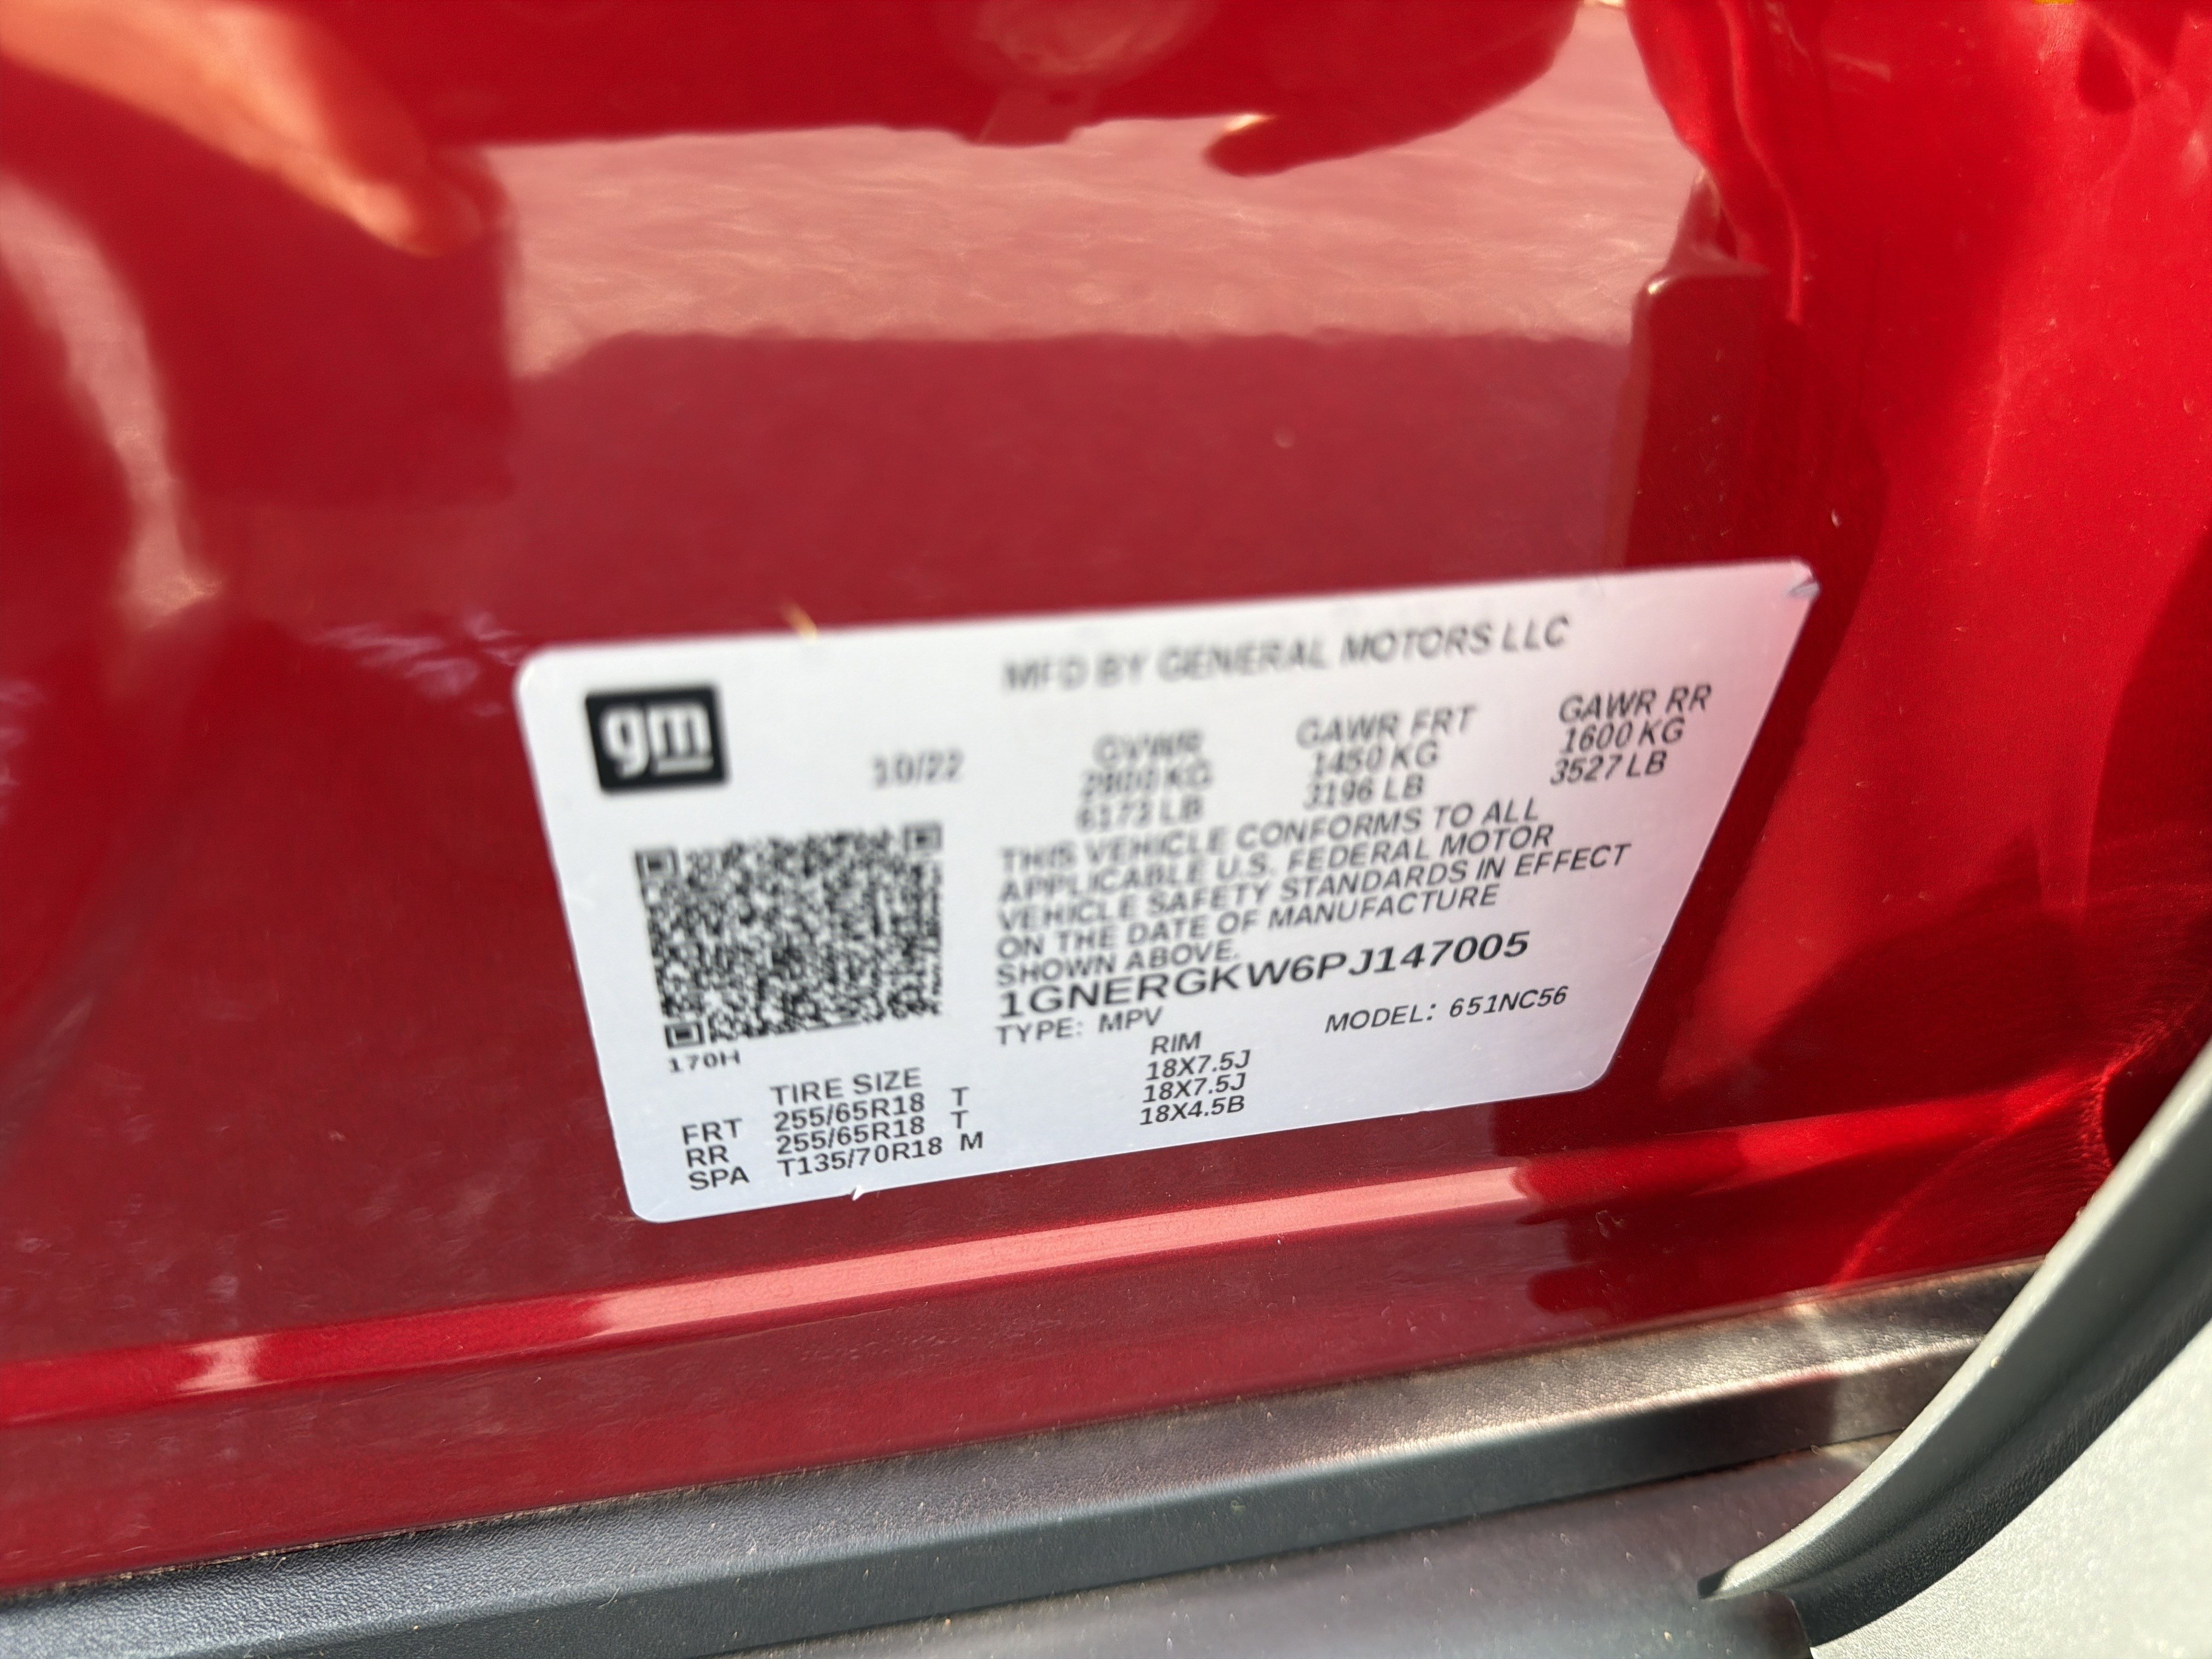 gm
MFD BY GENERAL MOTORS LLC
10/22
GVWR GAWR FRT GAWR RR
2800 KG 1450 KG 1600 KG
6173 LB 3196 LB 3527 LB
THIS VEHICLE CONFORMS TO ALL
APPLICABLE U.S. FEDERAL MOTOR
VEHICLE SAFETY STANDARDS IN EFFECT
ON THE DATE OF MANUFACTURE
SHOWN ABOVE.
1GNERGKW6PJ147005
TYPE: MPV MODEL: 651NC56
170H
TIRE SIZE RIM
FRT 255/65R18 T 18X7.5J
RR 255/65R18 T 18X7.5J
SPA T135/70R18 M 18X4.5B